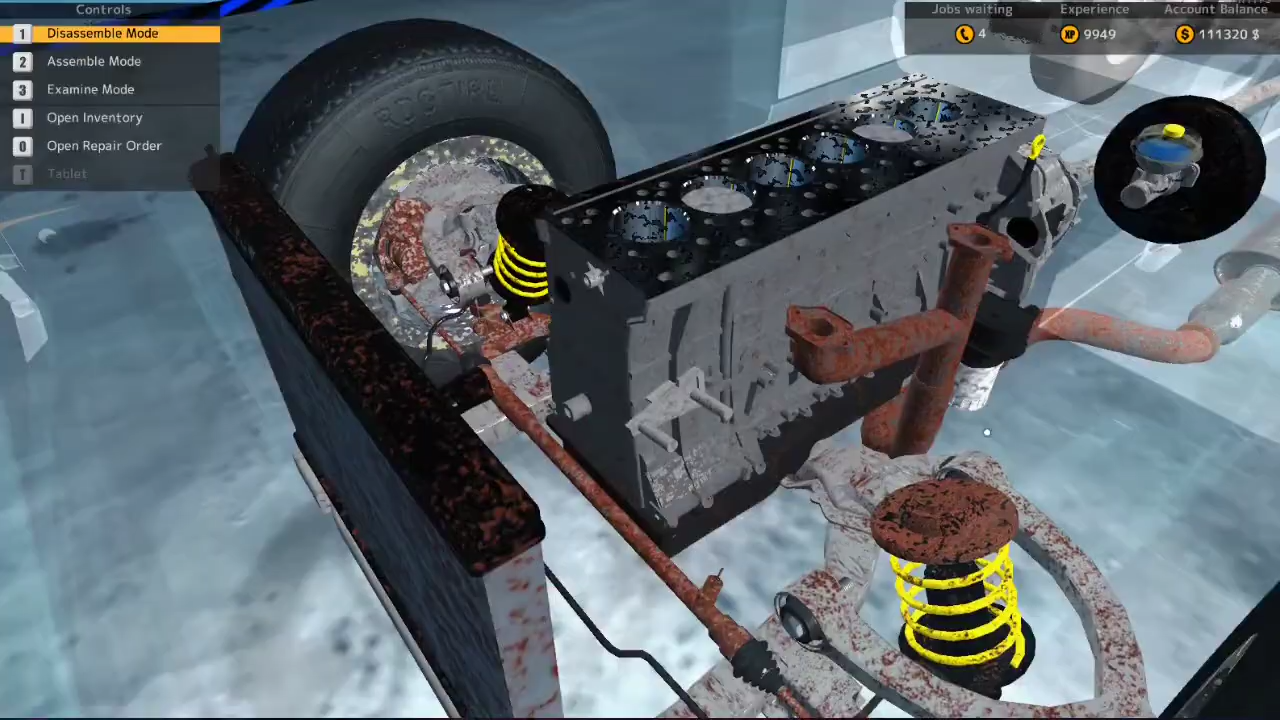 Controls
1 Disassemble Mode
2 Assemble Mode
3 Examine Mode
I Open Inventory
O Open Repair Order
T Tablet
Jobs waiting Experience Account Balance
4 XP 9949 $ 111320 $